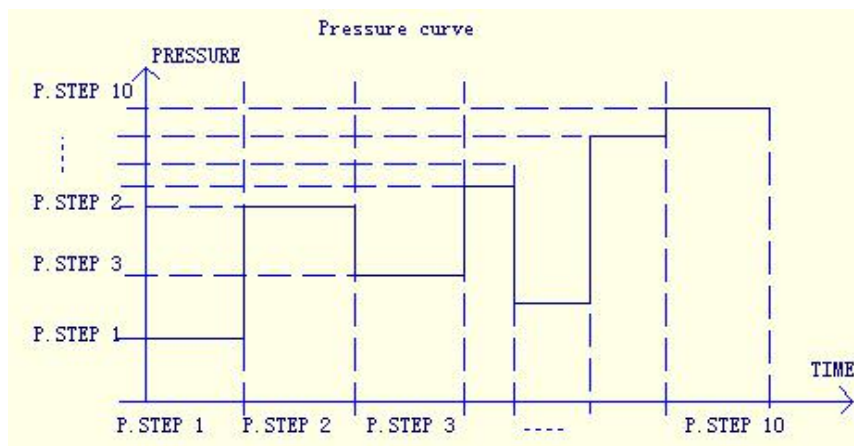 Pressure curve
PRESSURE
P.STEP 10
P.STEP 2
P.STEP 3
P.STEP 1
TIME
P.STEP 1 P.STEP 2 P.STEP 3 ---- P.STEP 10